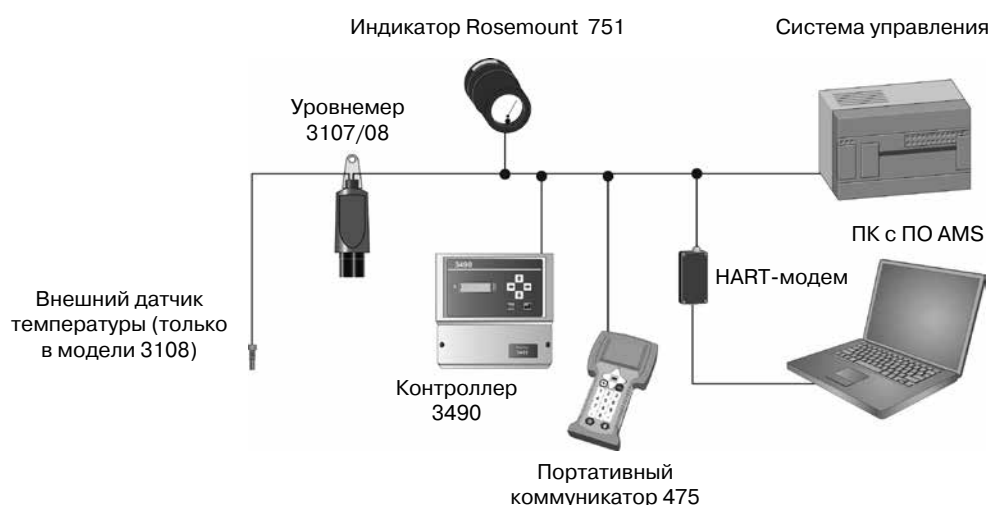 Индикатор Rosemount 751
Система управления
Уровнемер
3107/08
ПК с ПО AMS
HART-модем
3490
Внешний датчик
температуры (только
в модели 3108)
Контроллер
3490
Портативный
коммуникатор 475